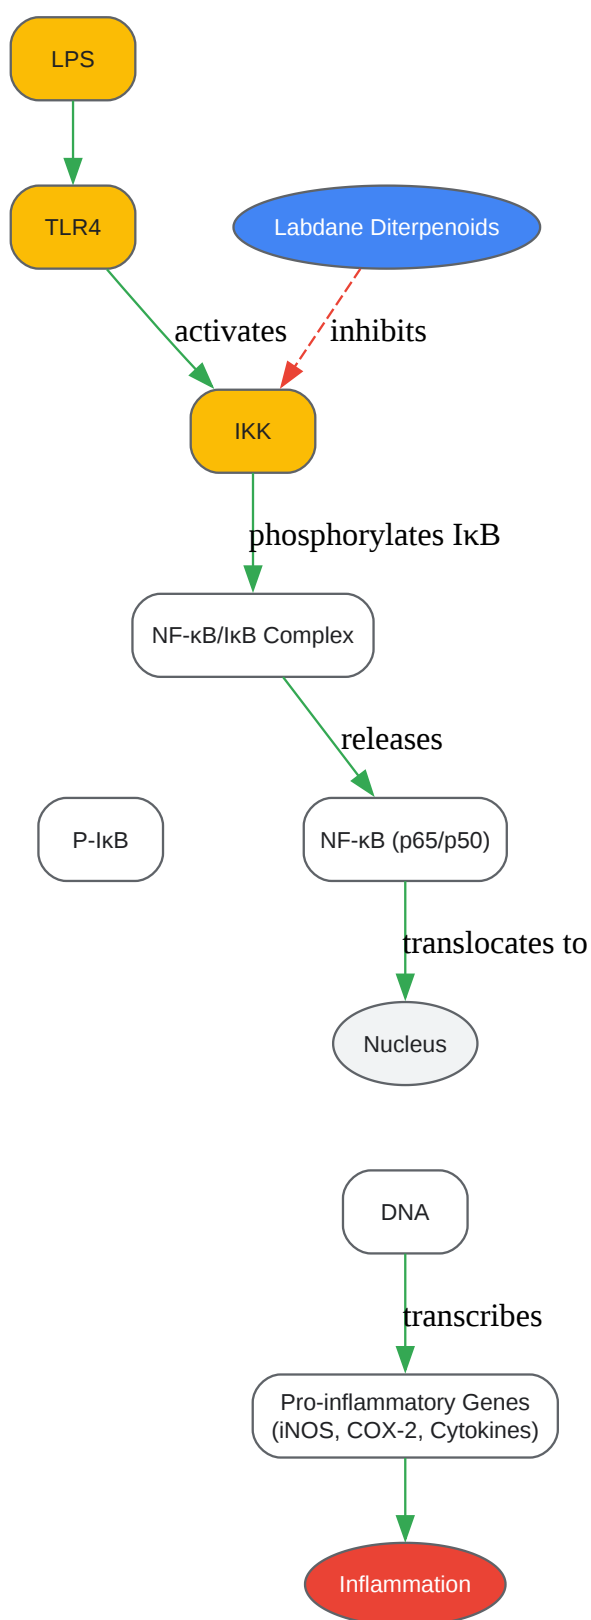 LPS
TLR4
Labdane Diterpenoids
activates
inhibits
IKK
phosphorylates IκB
NF-κB/IκB Complex
releases
P-IκB
NF-κB (p65/p50)
translocates to
Nucleus
DNA
transcribes
Pro-inflammatory Genes
(iNOS, COX-2, Cytokines)
Inflammation